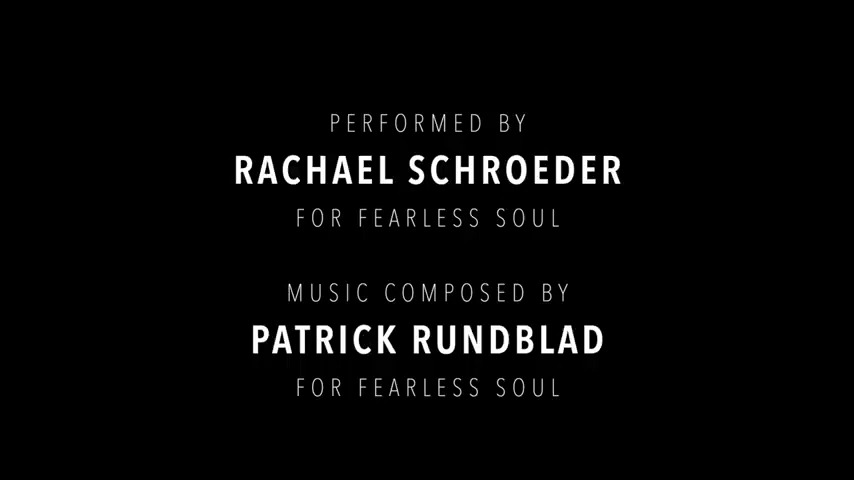 PERFORMED BY
RACHAEL SCHROEDER
FOR FEARLESS SOUL
MUSIC COMPOSED BY
PATRICK RUNDBLAD
FOR FEARLESS SOUL